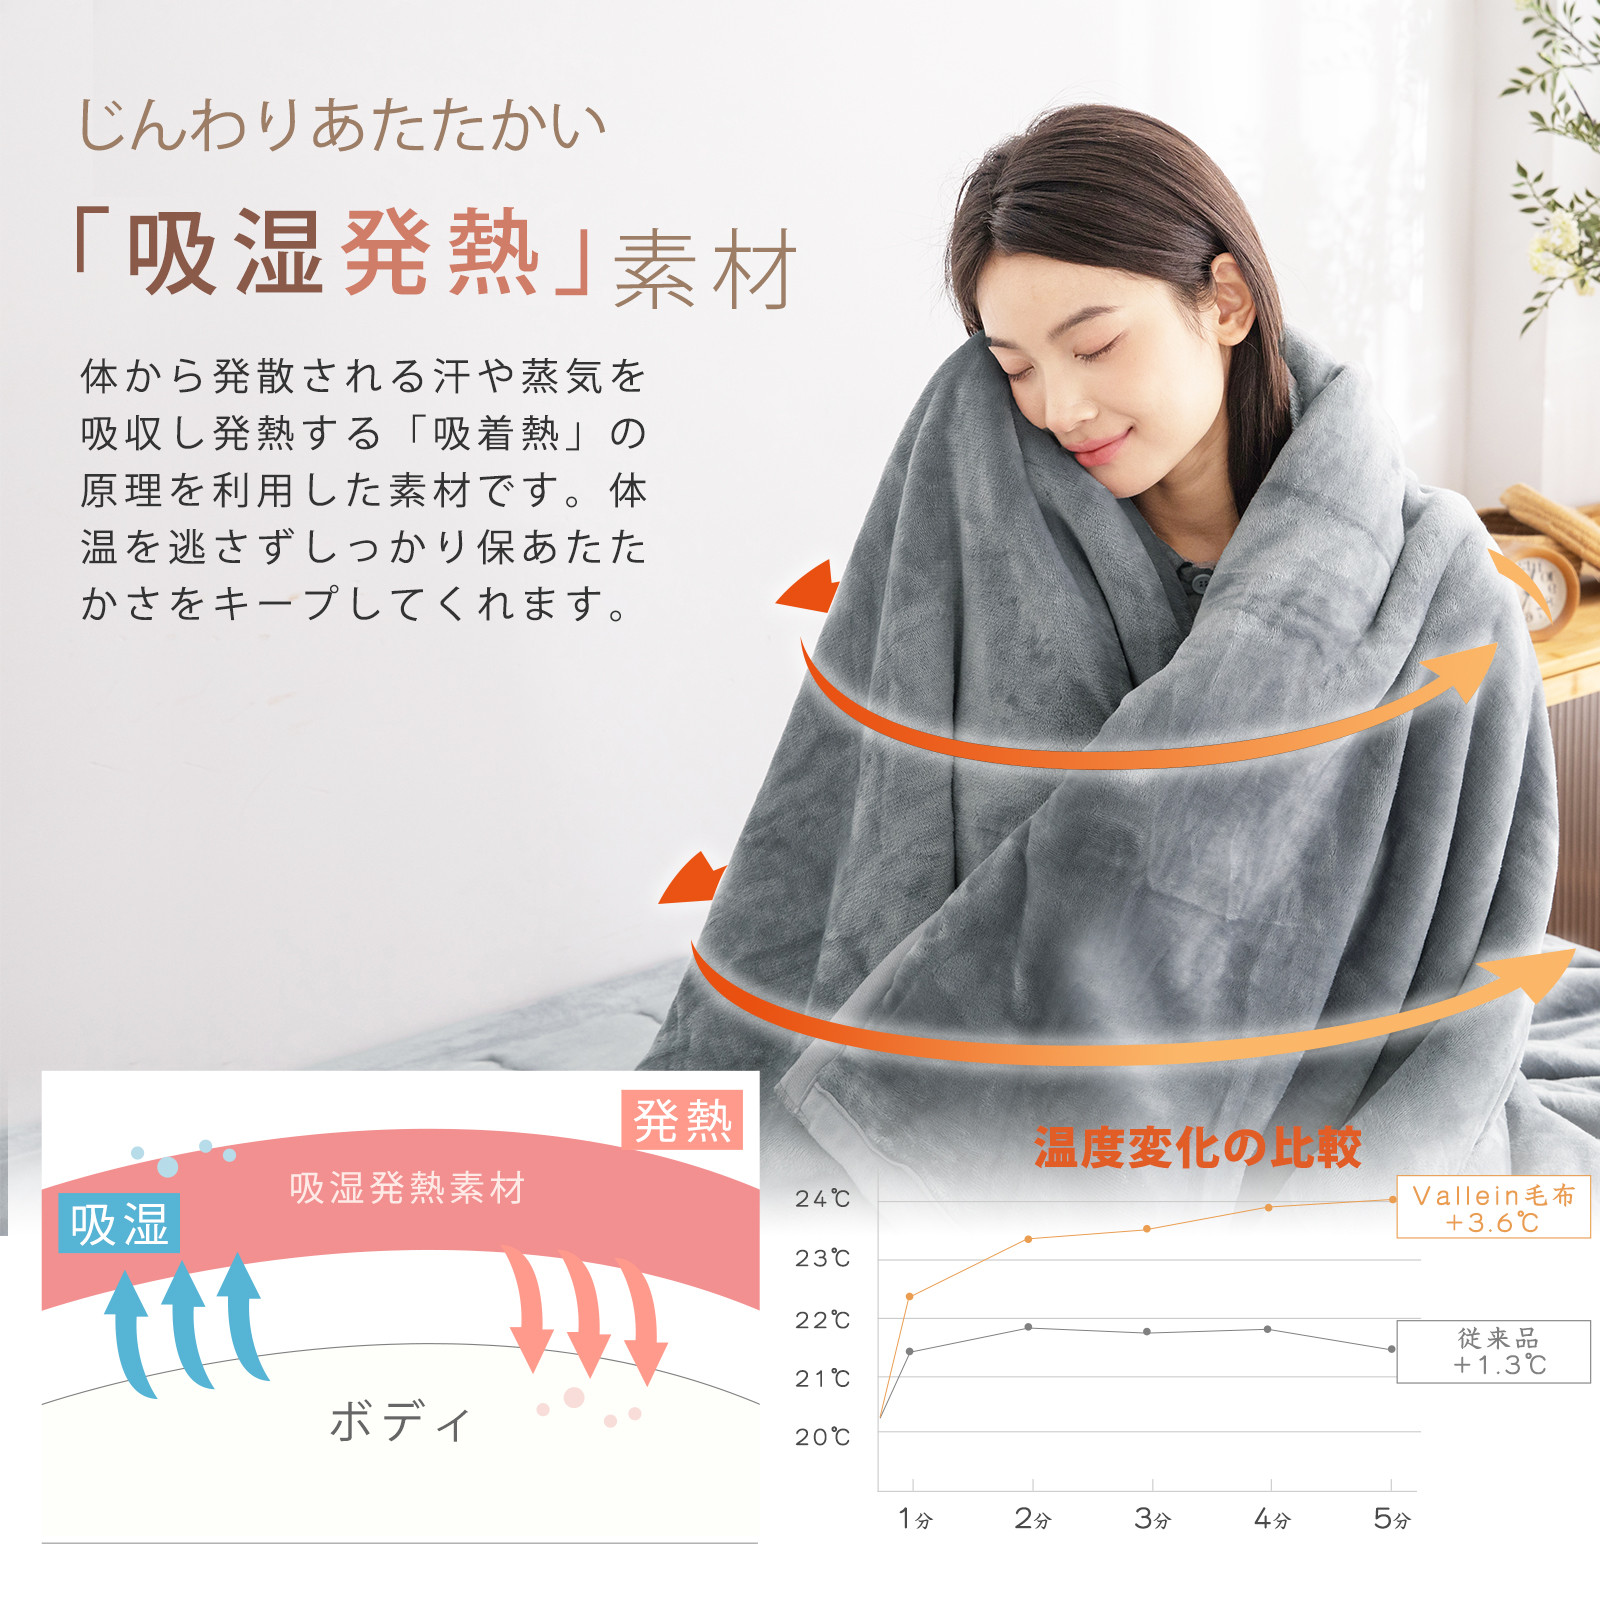 じんわりあたたかい
「吸湿発熱」素材
体から発散される汗や蒸気を
吸収し発熱する「吸着熱」の
原理を利用した素材です。体
温を逃さずしっかり保あたた
かさをキープしてくれます。
発熱
吸湿発熱素材
吸湿
ボディ
温度変化の比較
24℃
23℃
22℃
21℃
20℃
Vallein毛布
+3.6℃
従来品
+1.3℃
1分 2分 3分 4分 5分